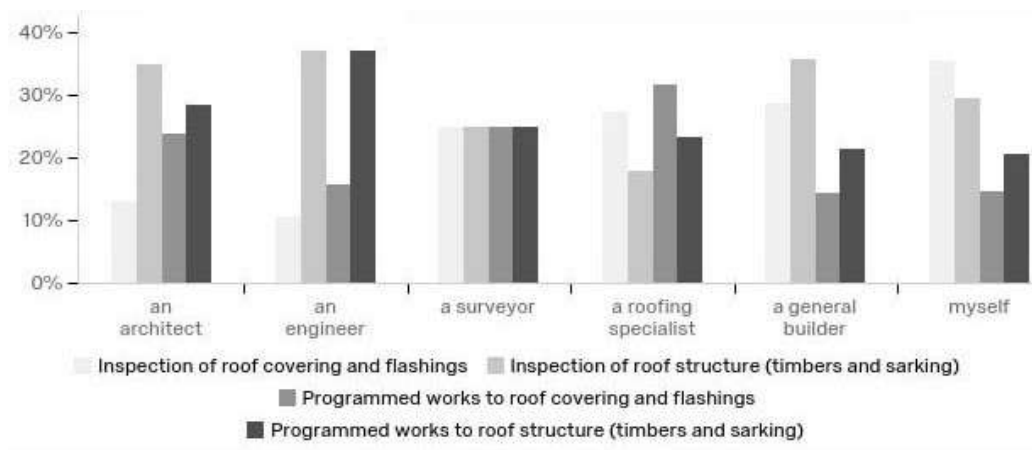 40%
30%
20%
10%
0%
an
architect
an
engineer
a surveyor
a roofing
specialist
a general
builder
myself
Inspection of roof covering and flashings
Inspection of roof structure (timbers and sarking)
Programmed works to roof covering and flashings
Programmed works to roof structure (timbers and sarking)